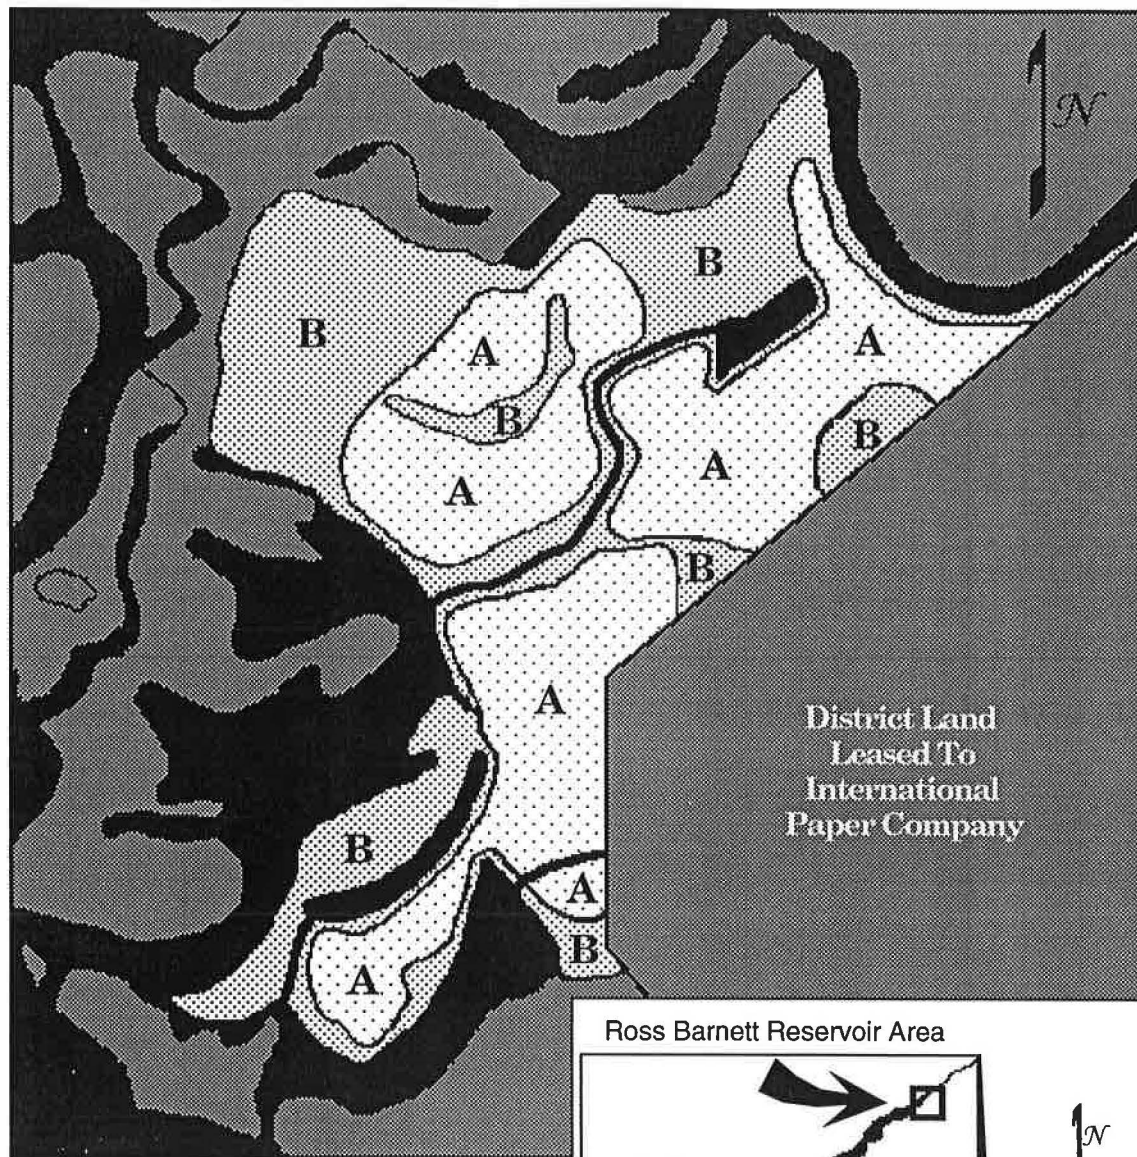 N
B
B
A
A
B
B
A
A
B
A
District Land
Leased To
International
Paper Company
B
A
B
A
Ross Barnett Reservoir Area
N